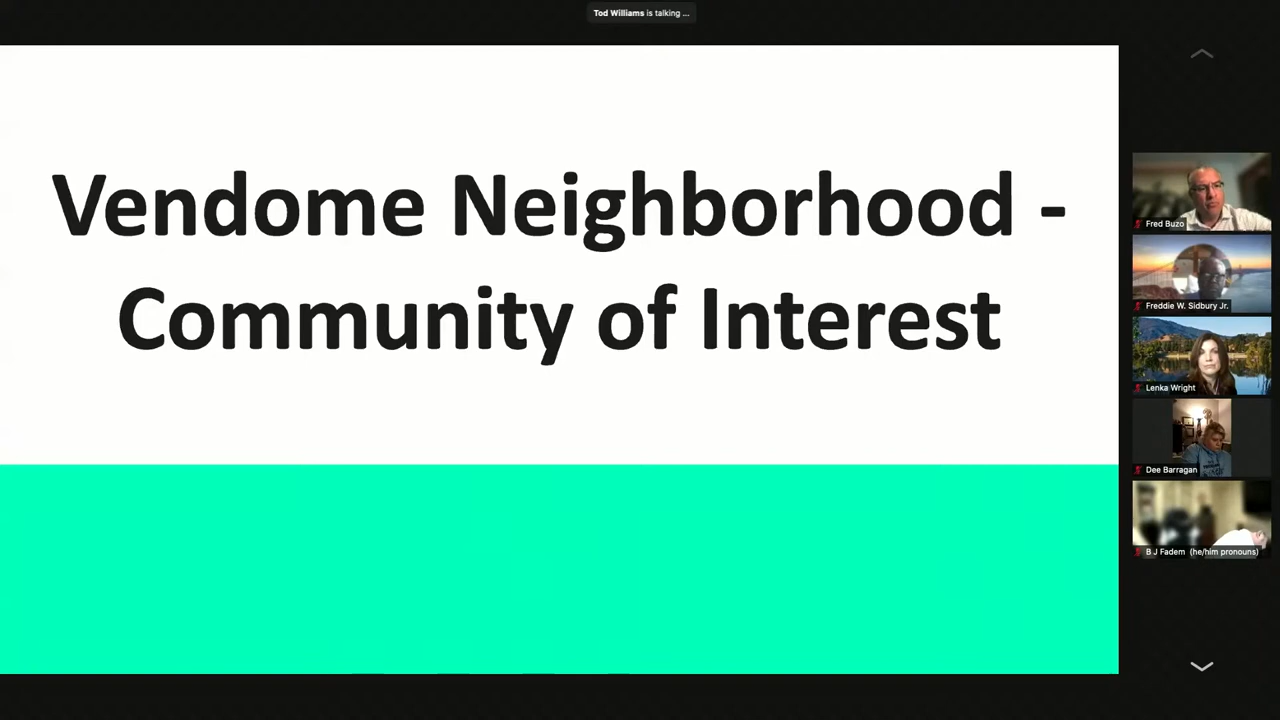 Tod Williams is talking ...
Vendome Neighborhood -
Community of Interest
Fred Buzo
Freddie W. Sidbury Jr.
Lenka Wright
Dee Barragan
B J Fadem (he/him pronouns)